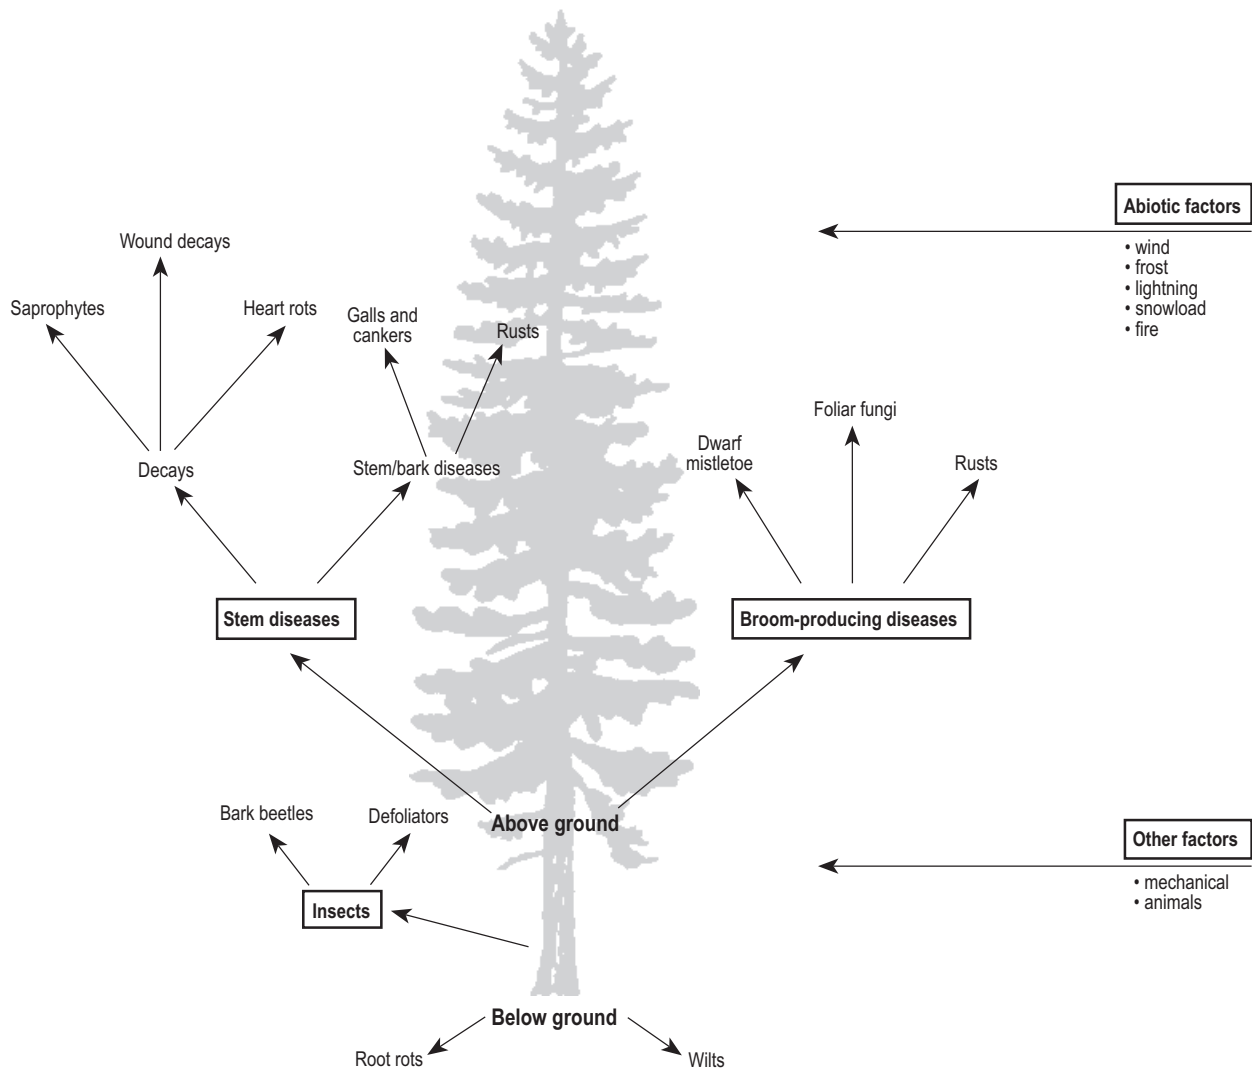 Abiotic factors
• wind
• frost
• lightning
• snowload
• fire
Wound decays
Saprophytes
Heart rots
Galls and
cankers
Rusts
Decays
Stem/bark diseases
Foliar fungi
Dwarf
mistletoe
Rusts
Stem diseases
Broom-producing diseases
Above ground
Bark beetles
Defoliators
Insects
Other factors
• mechanical
• animals
Below ground
Root rots
Wilts